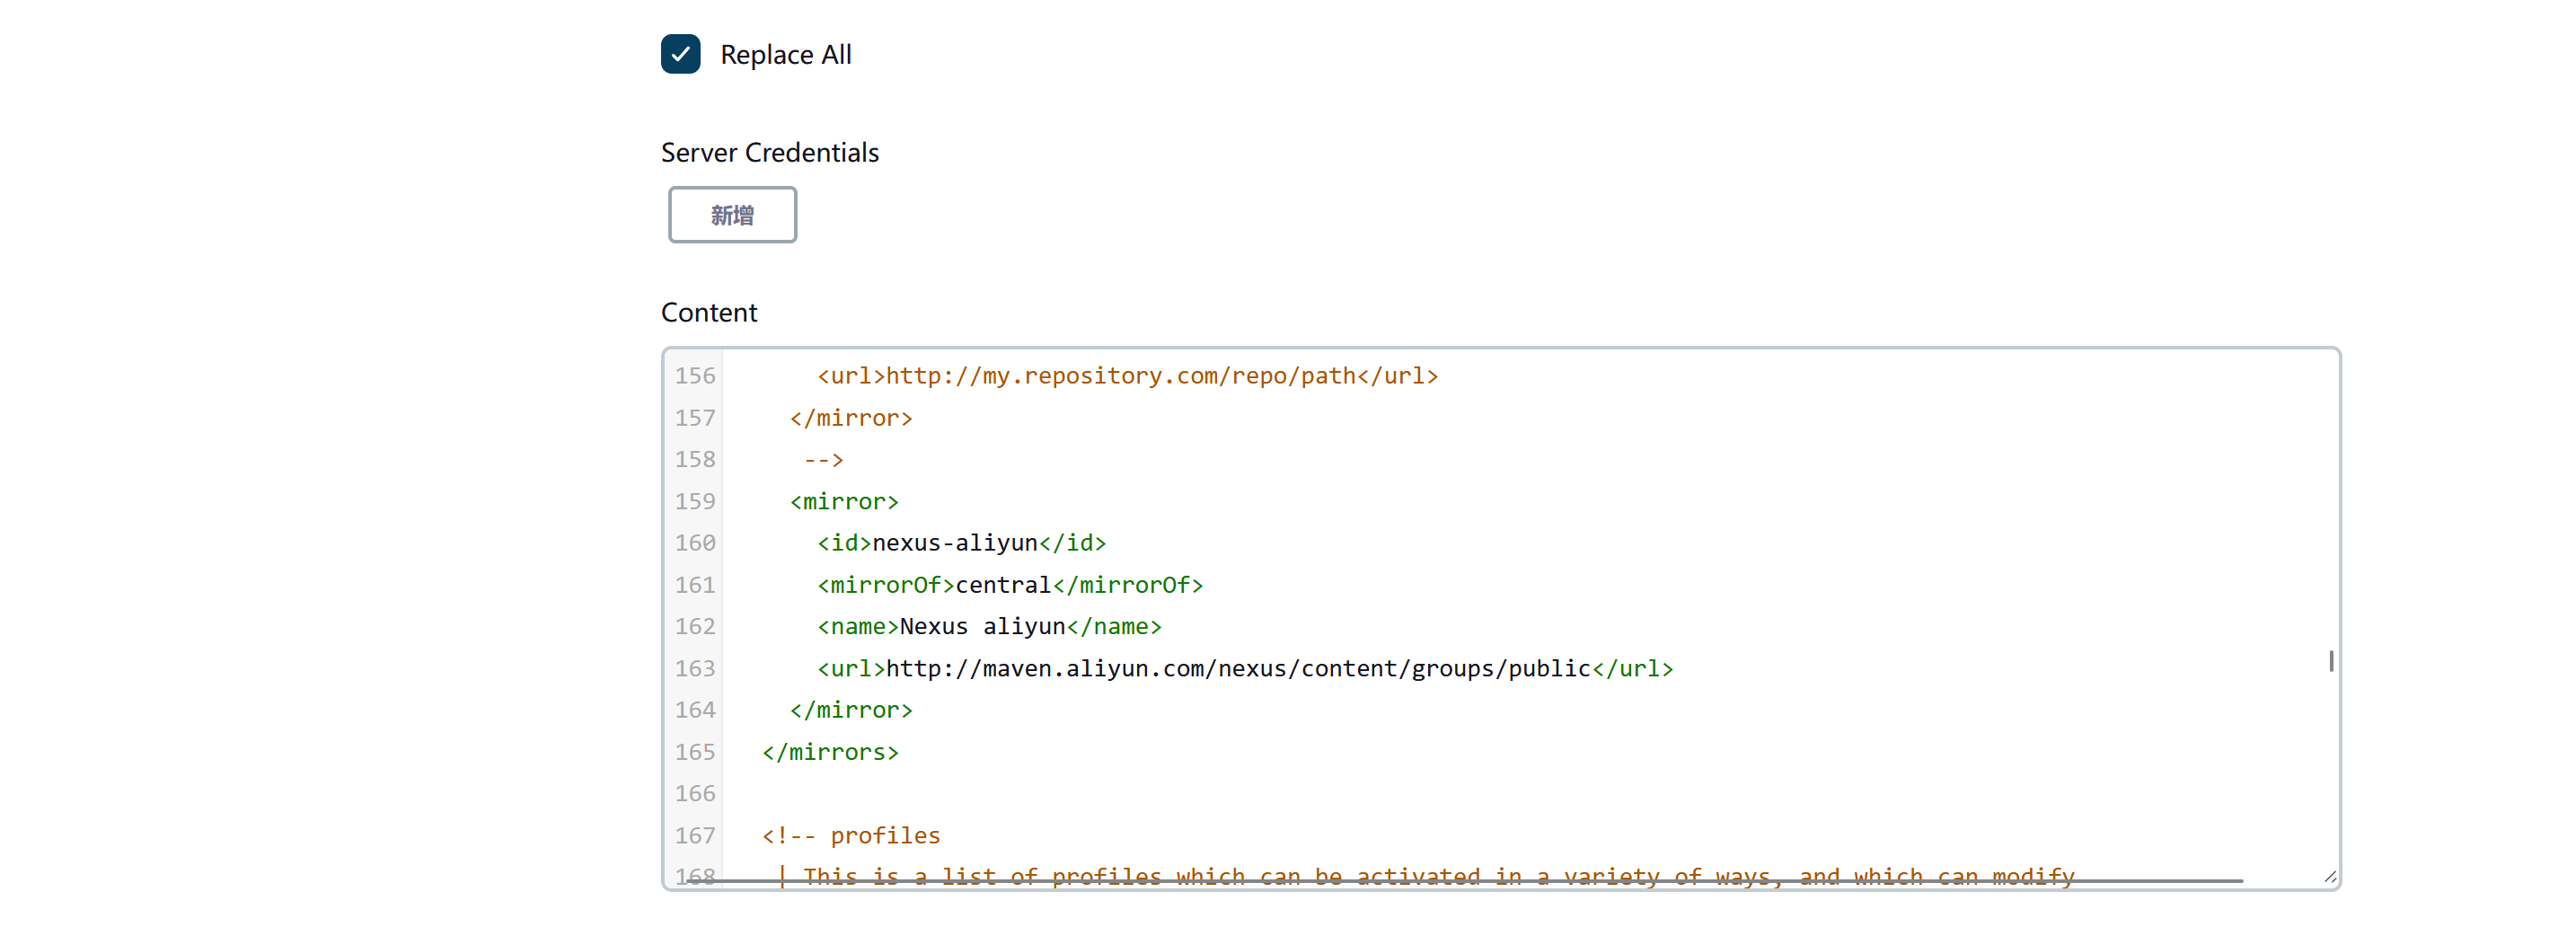 Replace All
Server Credentials
新增
Content
156 <url>http://my.repository.com/repo/path</url>
157 </mirror>
158 -->
159 <mirror>
160 <id>nexus-aliyun</id>
161 <mirrorOf>central</mirrorOf>
162 <name>Nexus aliyun</name>
163 <url>http://maven.aliyun.com/nexus/content/groups/public</url>
164 </mirror>
165 </mirrors>
166
167 <!-- profiles
168 | This is a list of profiles which can be activated in a variety of ways, and which can modify